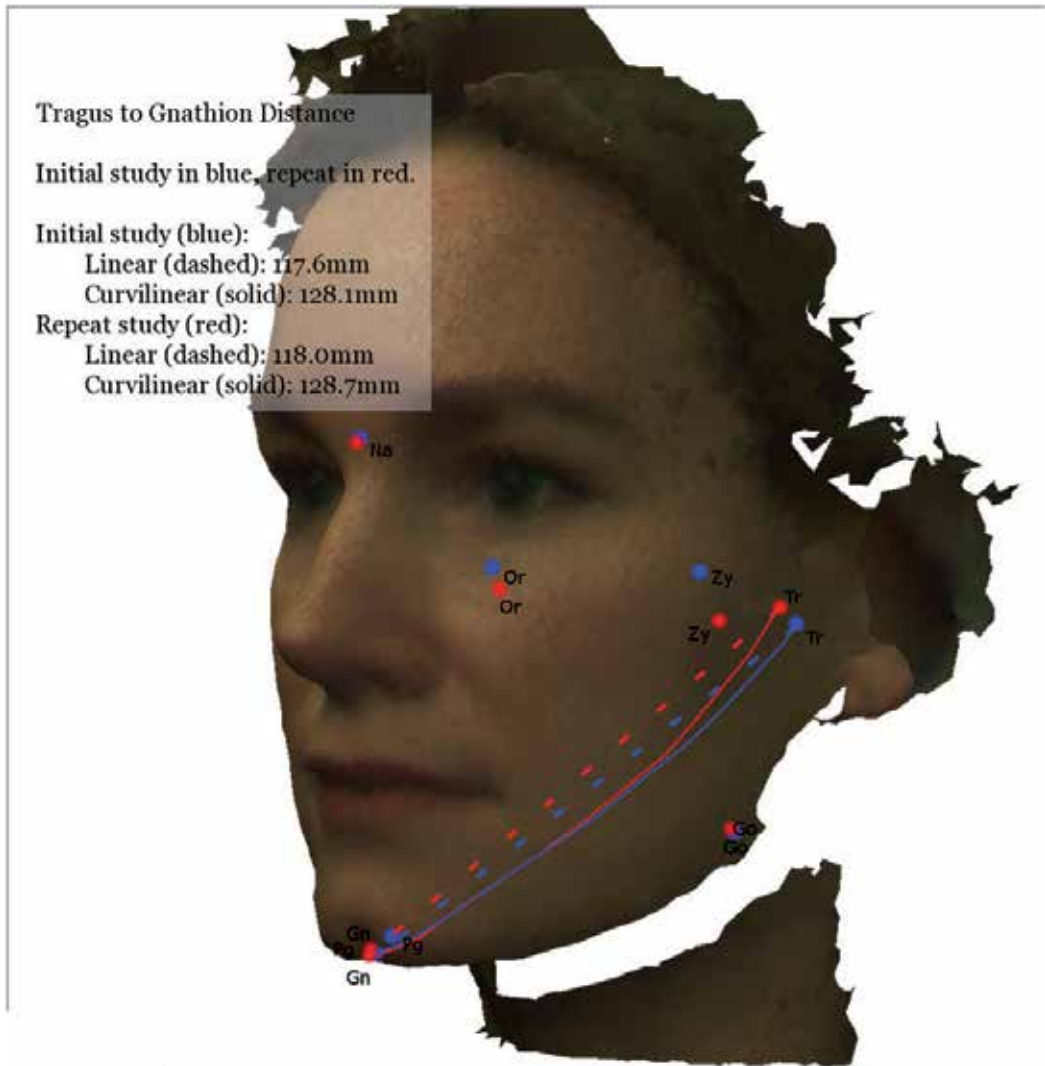 Tragus to Gnathion Distance
Initial study in blue, repeat in red.
Initial study (blue):
Linear (dashed): 117.6mm
Curvilinear (solid): 128.1mm
Repeat study (red):
Linear (dashed): 118.0mm
Curvilinear (solid): 128.7mm
Na
Or
Zy
Or
Tr
Zy
Tr
Go
Go
Gn
Pg
Pg
Gn